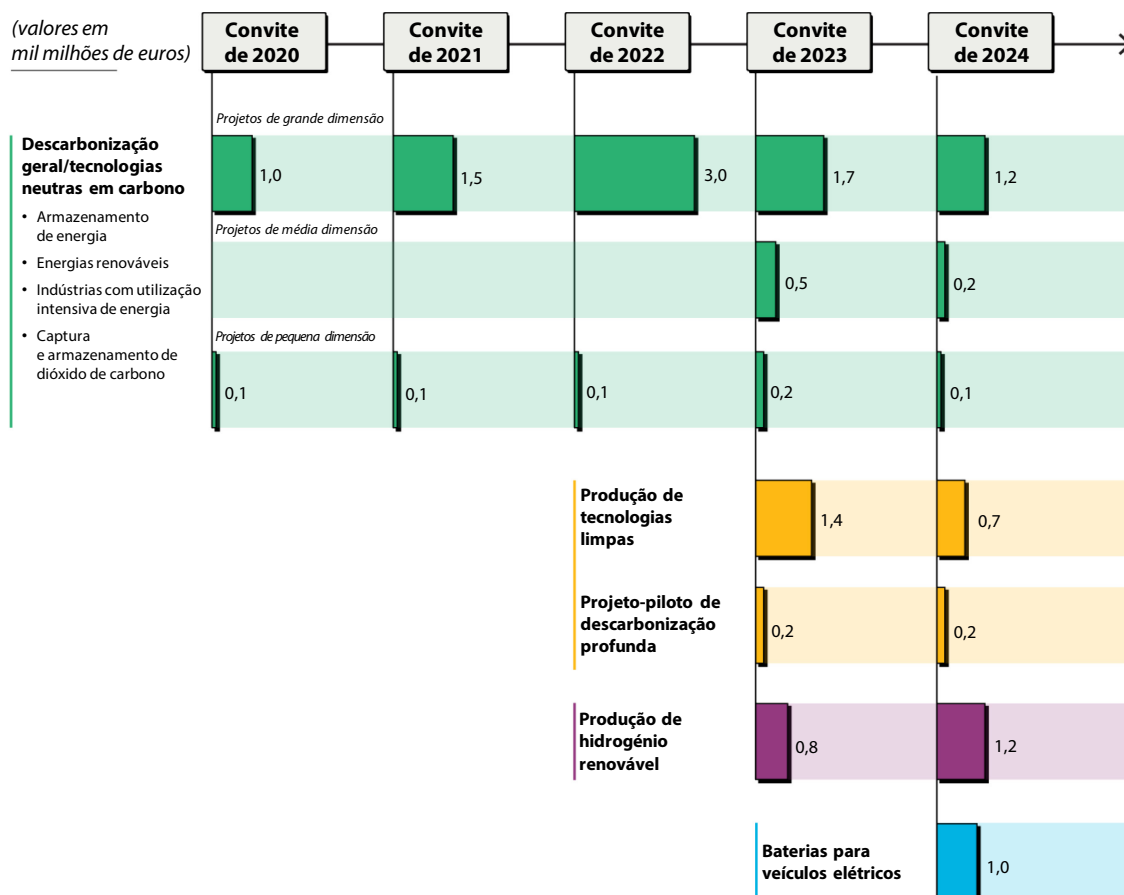 (valores em
mil milhões de euros)
Convite
de 2020
Convite
de 2021
Convite
de 2022
Convite
de 2023
Convite
de 2024
Projetos de grande dimensão
Descarbonização
geral/tecnologias
neutras em carbono
• Armazenamento
de energia
• Energias renováveis
• Indústrias com utilização
intensiva de energia
• Captura
e armazenamento de
dióxido de carbono
1,0
1,5
3,0
1,7
1,2
Projetos de média dimensão
0,5
0,2
Projetos de pequena dimensão
0,1
0,1
0,1
0,2
0,1
Produção de
tecnologias
limpas
1,4
0,7
Projeto-piloto de
descarbonização
profunda
0,2
0,2
Produção de
hidrogénio
renovável
0,8
1,2
Baterias para
veículos elétricos
1,0